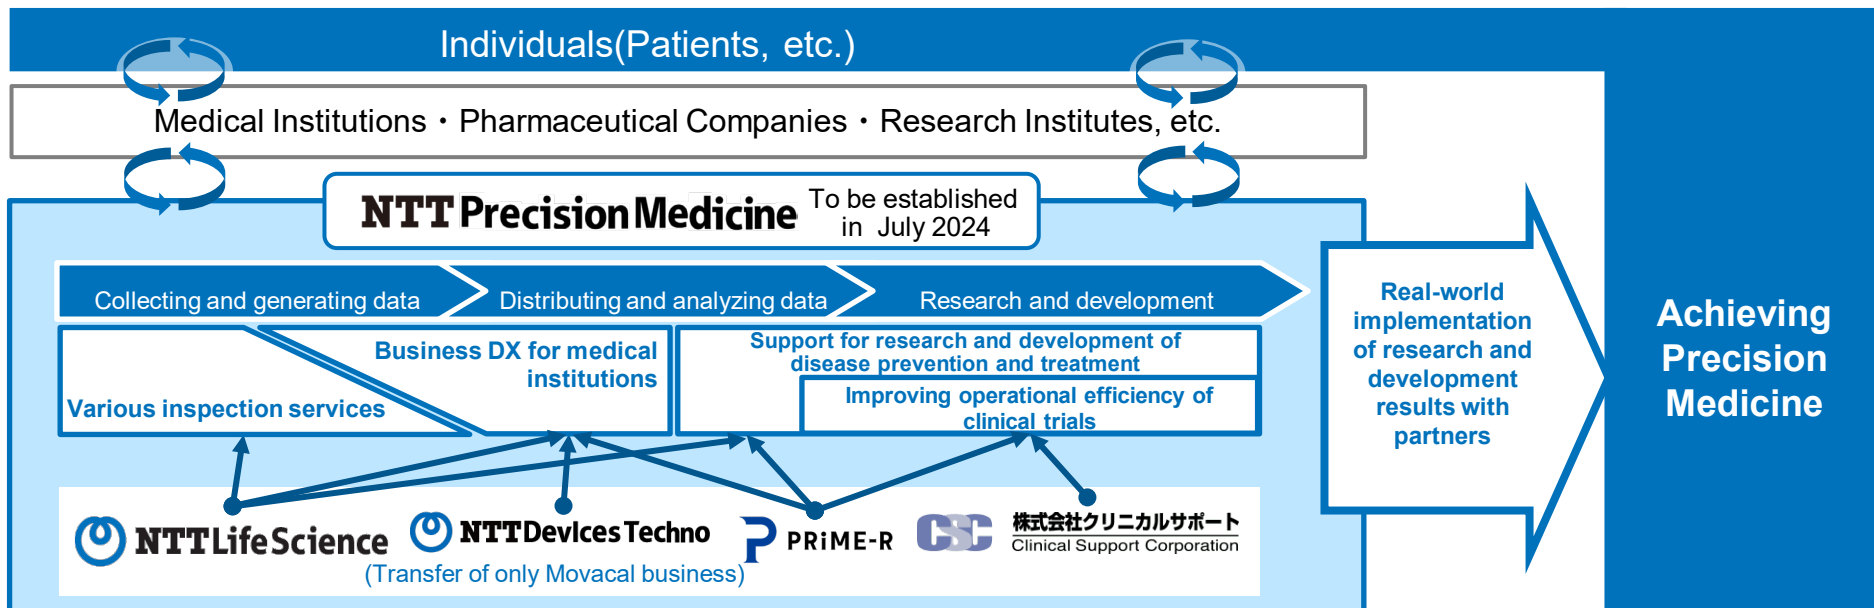 Individuals(Patients, etc.)
Medical Institutions・Pharmaceutical Companies・Research Institutes, etc.
NTT Precision Medicine
To be established
in July 2024
Collecting and generating data
Distributing and analyzing data
Research and development
Various inspection services
Business DX for medical
institutions
Support for research and development of
disease prevention and treatment
Improving operational efficiency of
clinical trials
NTT Life Science
NTT Devices Techno
(Transfer of only Movacal business)
PRiME-R
CSC
株式会社クリニカルサポート
Clinical Support Corporation
Real-world
implementation
of research and
development
results with
partners
Achieving
Precision
Medicine